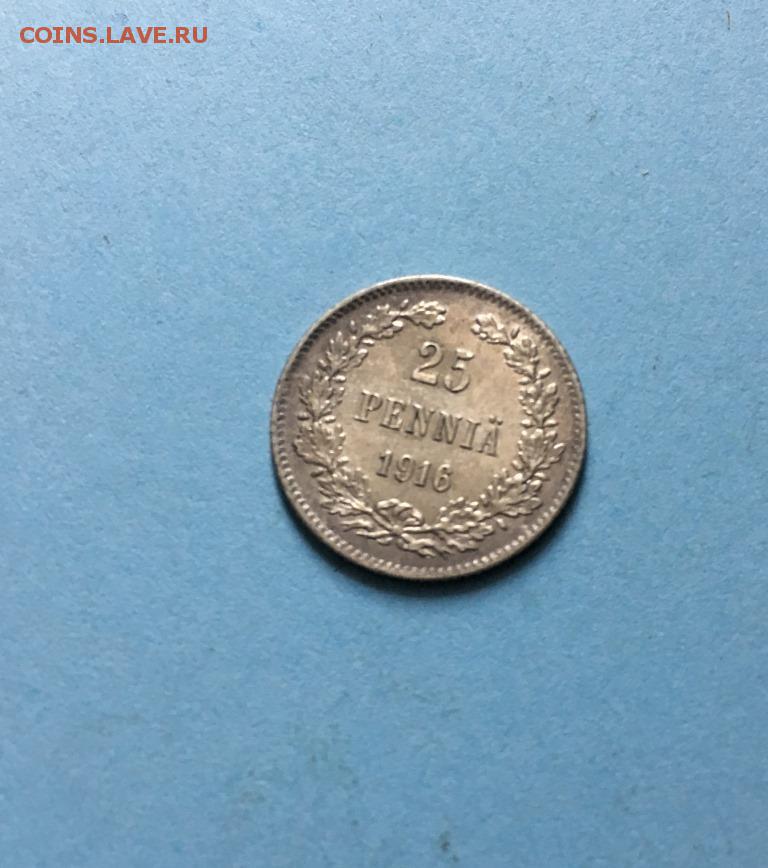 COINS.LAVE.RU
25
PENNIÄ
1916